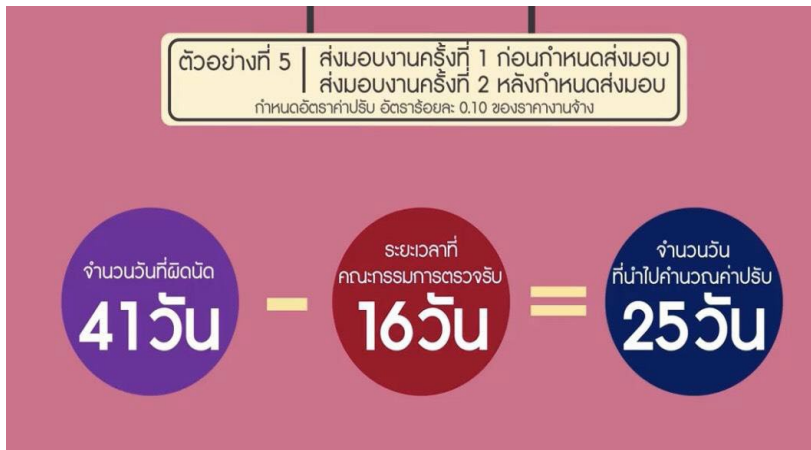 ตัวอย่างที่ 5
ส่งมอบงานครั้งที่ 1 ก่อนกำหนดส่งมอบ
ส่งมอบงานครั้งที่ 2 หลังกำหนดส่งมอบ
กำหนดอัตราค่าปรับ อัตราร้อยละ 0.10 ของราคางานจ้าง
จำนวนวันที่ผิดนัด
41วัน
-
ระยะเวลาที่
คณะกรรมการตรวจรับ
16วัน
=
จำนวนวัน
ที่นำไปคำนวณค่าปรับ
25วัน